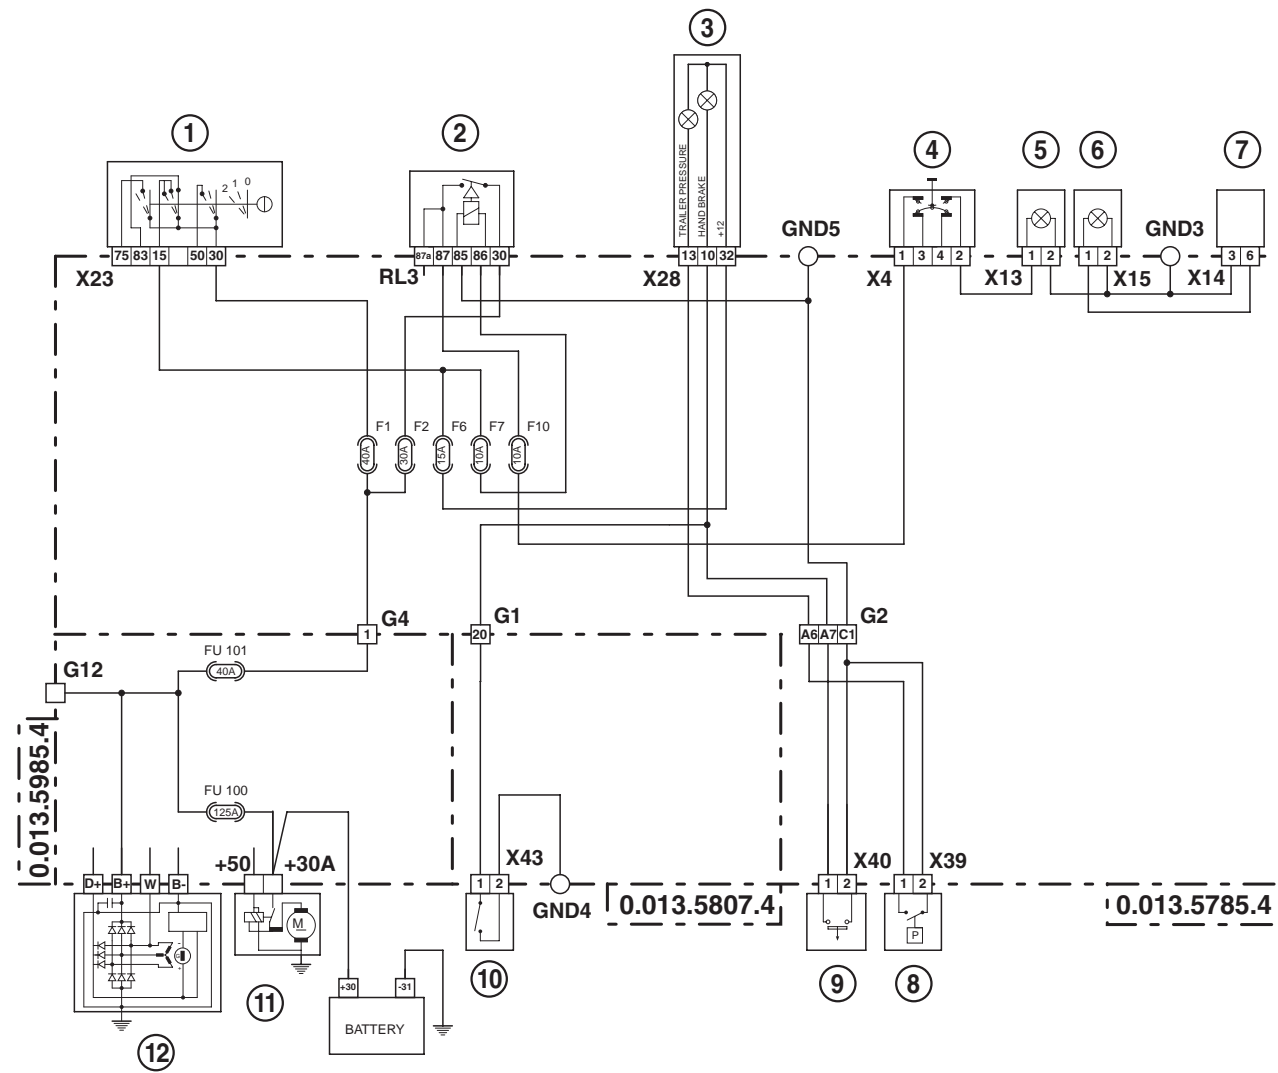 3
1
2
4
5
6
7
2 1 0
TRAILER PRESSURE
HAND BRAKE
+12
GND5
GND3
75 83 15 50 30
87a 87 85 86 30
13 10 32
1 3 4 2
1 2
1 2
3 6
X23
RL3
X28
X4
X13
X15
X14
F1
F2
F6
F7
F10
40A
30A
15A
10A
10A
G4
G1
G2
1
20
A6 A7 C1
FU 101
40A
G12
0.013.5985.4
FU 100
125A
+50
+30A
X43
X40
X39
D+ B+ W B-
1 2
1 2
1 2
GND4
0.013.5807.4
0.013.5785.4
M
P
10
9
8
+30
-31
11
BATTERY
12